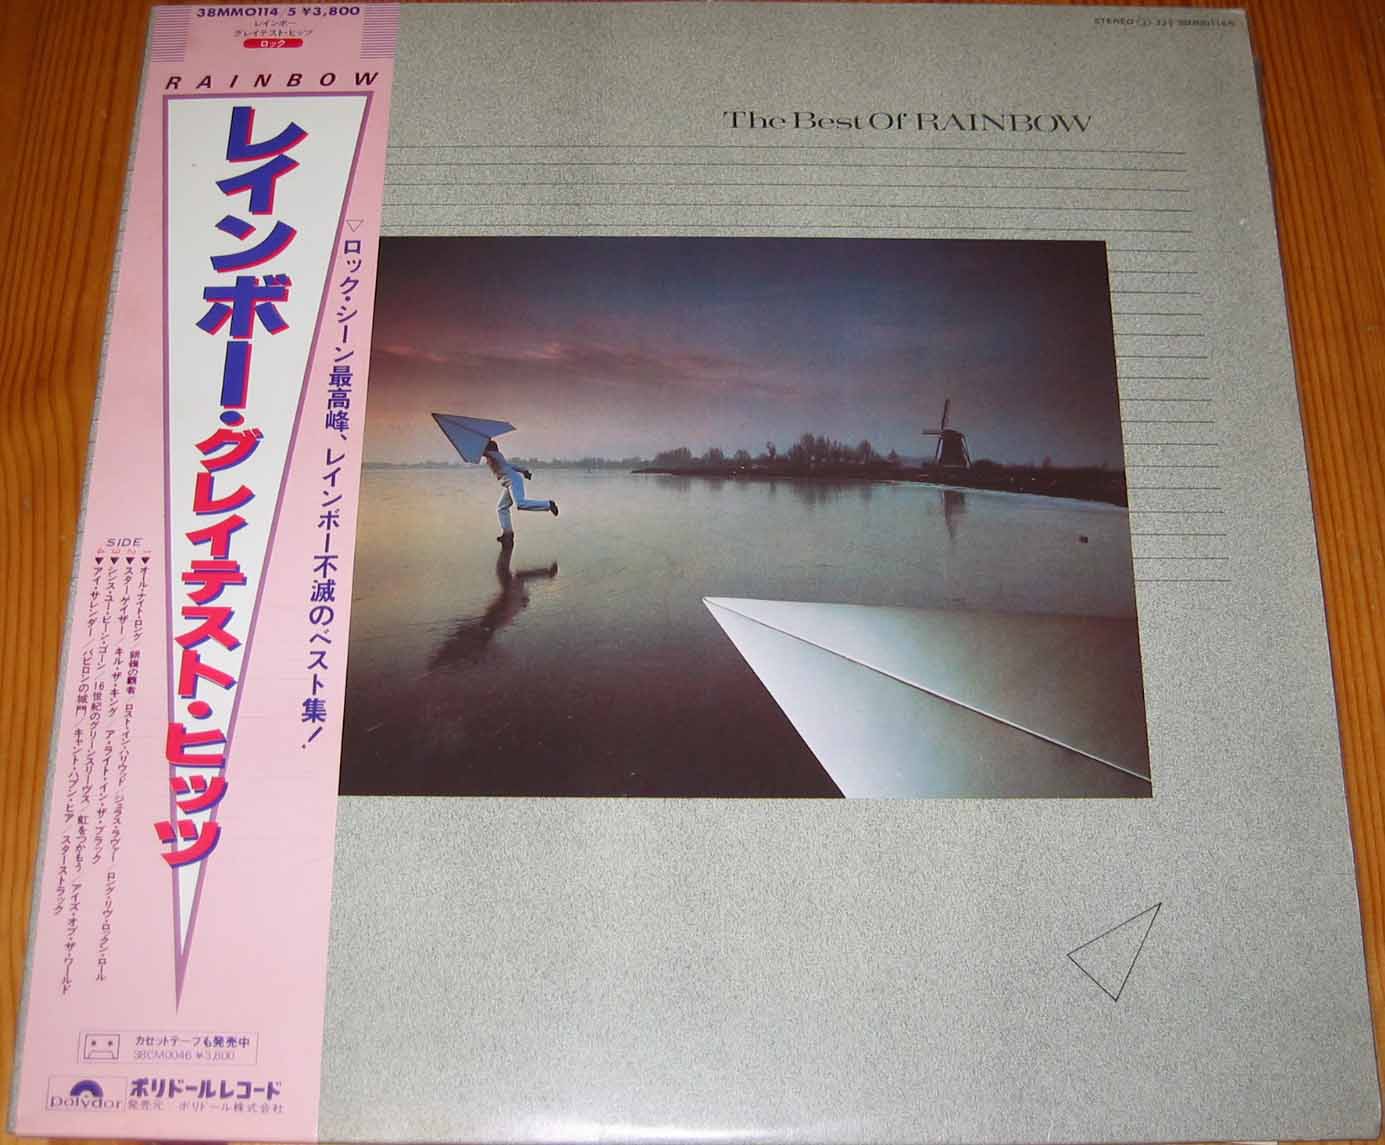 38MM0114/5 ¥3,800
レインボー
グレイテスト・ヒッツ
ロック
RAINBOW
レインボー・グレイテスト・ヒッツ
▽ロック・シーン最高峰、レインボー不滅のベスト集!
SIDE
1▼オール・ナイト・ロング/銀嶺の覇者/ロスト・イン・ハリウッド/ジェラス・ラヴァー/ロング・リヴ・ロックン・ロール
2▼スターゲイザー/キル・ザ・キング/ア・ライト・イン・ザ・ブラック
3▼シンス・ユー・ビーン・ゴーン/16世紀のグリーンスリーヴス/虹をつかもう/アイズ・オブ・ザ・ワールド
4▼アイ・サレンダー/バビロンの城門/キャント・ハプン・ヒア/スターストラック
カセットテープも発売中
38CM0046 ¥3,800
polydor
ポリドールレコード
発売元 ポリドール株式会社
STEREO
The Best Of RAINBOW